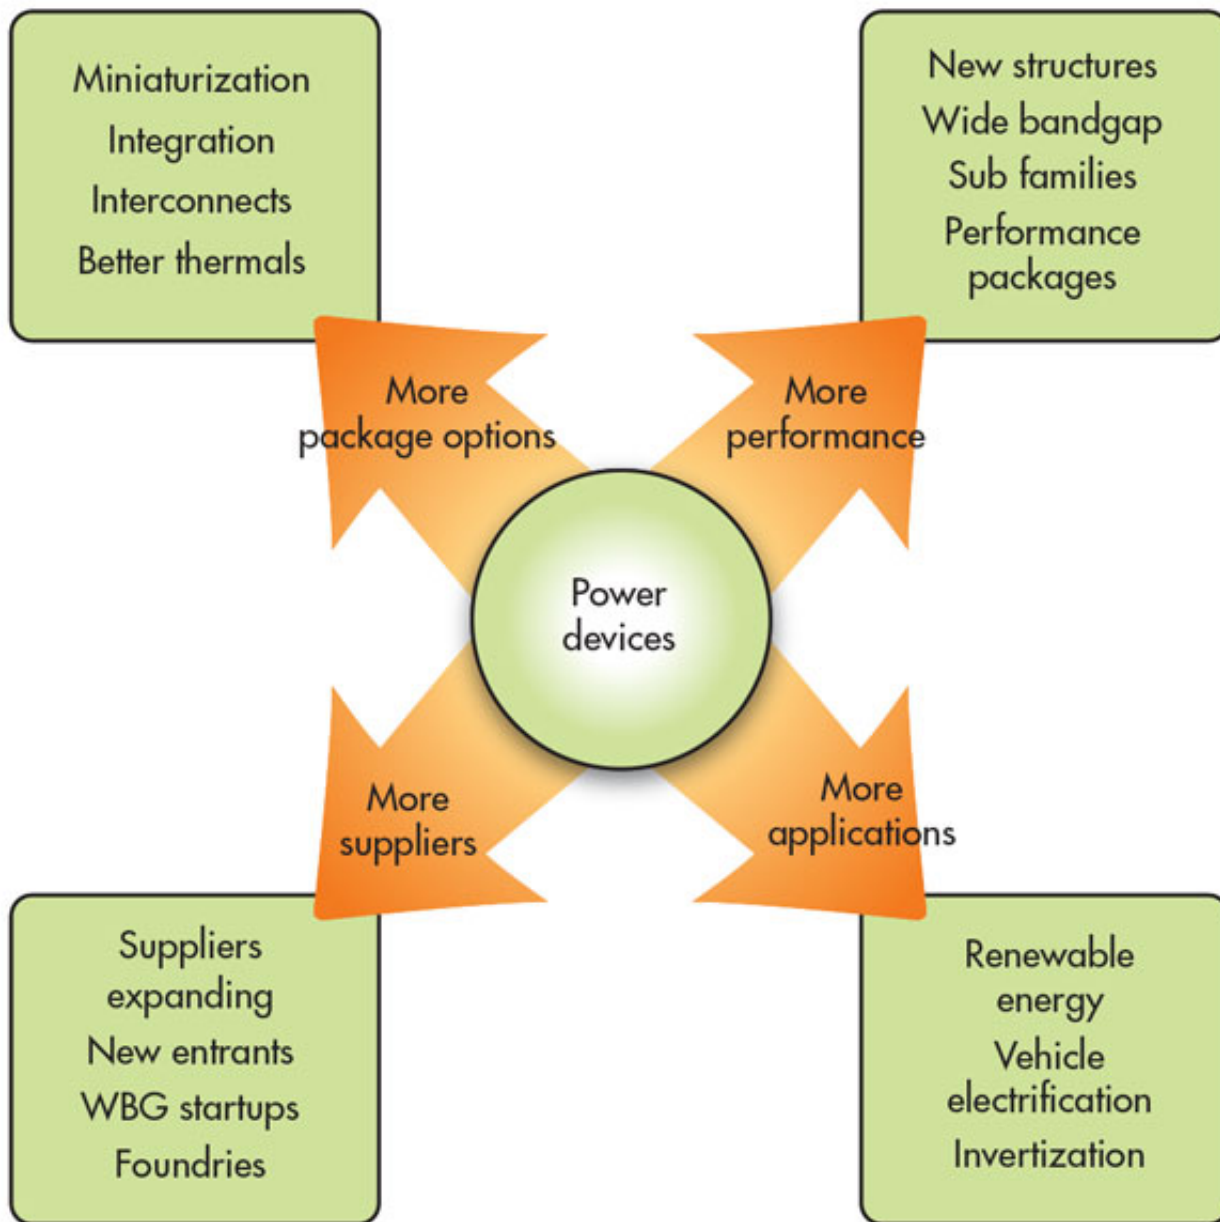 Miniaturization
Integration
Interconnects
Better thermals
New structures
Wide bandgap
Sub families
Performance
packages
More
package options
More
performance
Power
devices
More
suppliers
More
applications
Suppliers
expanding
New entrants
WBG startups
Foundries
Renewable
energy
Vehicle
electrification
Invertization